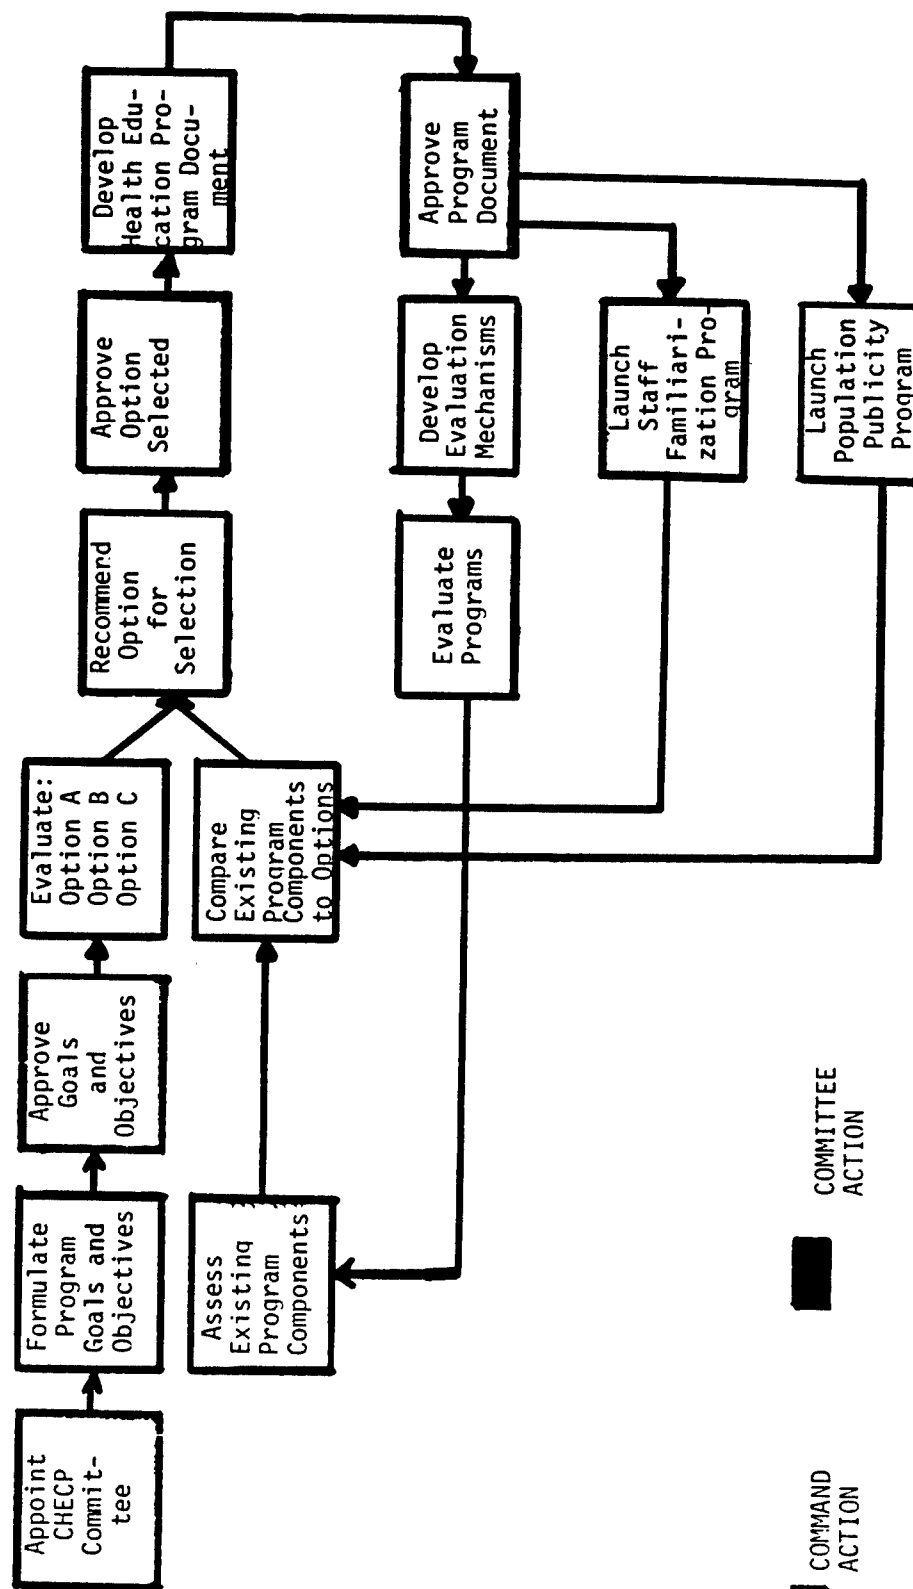 Appoint
CHECP
Commit-
tee
Formulate
Program
Goals and
Objectives
Approve
Goals
and
Objectives
Evaluate:
Option A
Option B
Option C
Recommend
Option
for
Selection
Approve
Option
Selected
Develop
Health Edu-
cation Pro-
gram Docu-
ment
Assess
Existing
Program
Components
Compare
Existing
Program
Components
to Options
Evaluate
Programs
Develop
Evaluation
Mechanisms
Approve
Program
Document
Launch
Staff
Familiari-
zation Pro-
gram
Launch
Population
Publicity
Program
COMMAND
ACTION
COMMITTEE
ACTION